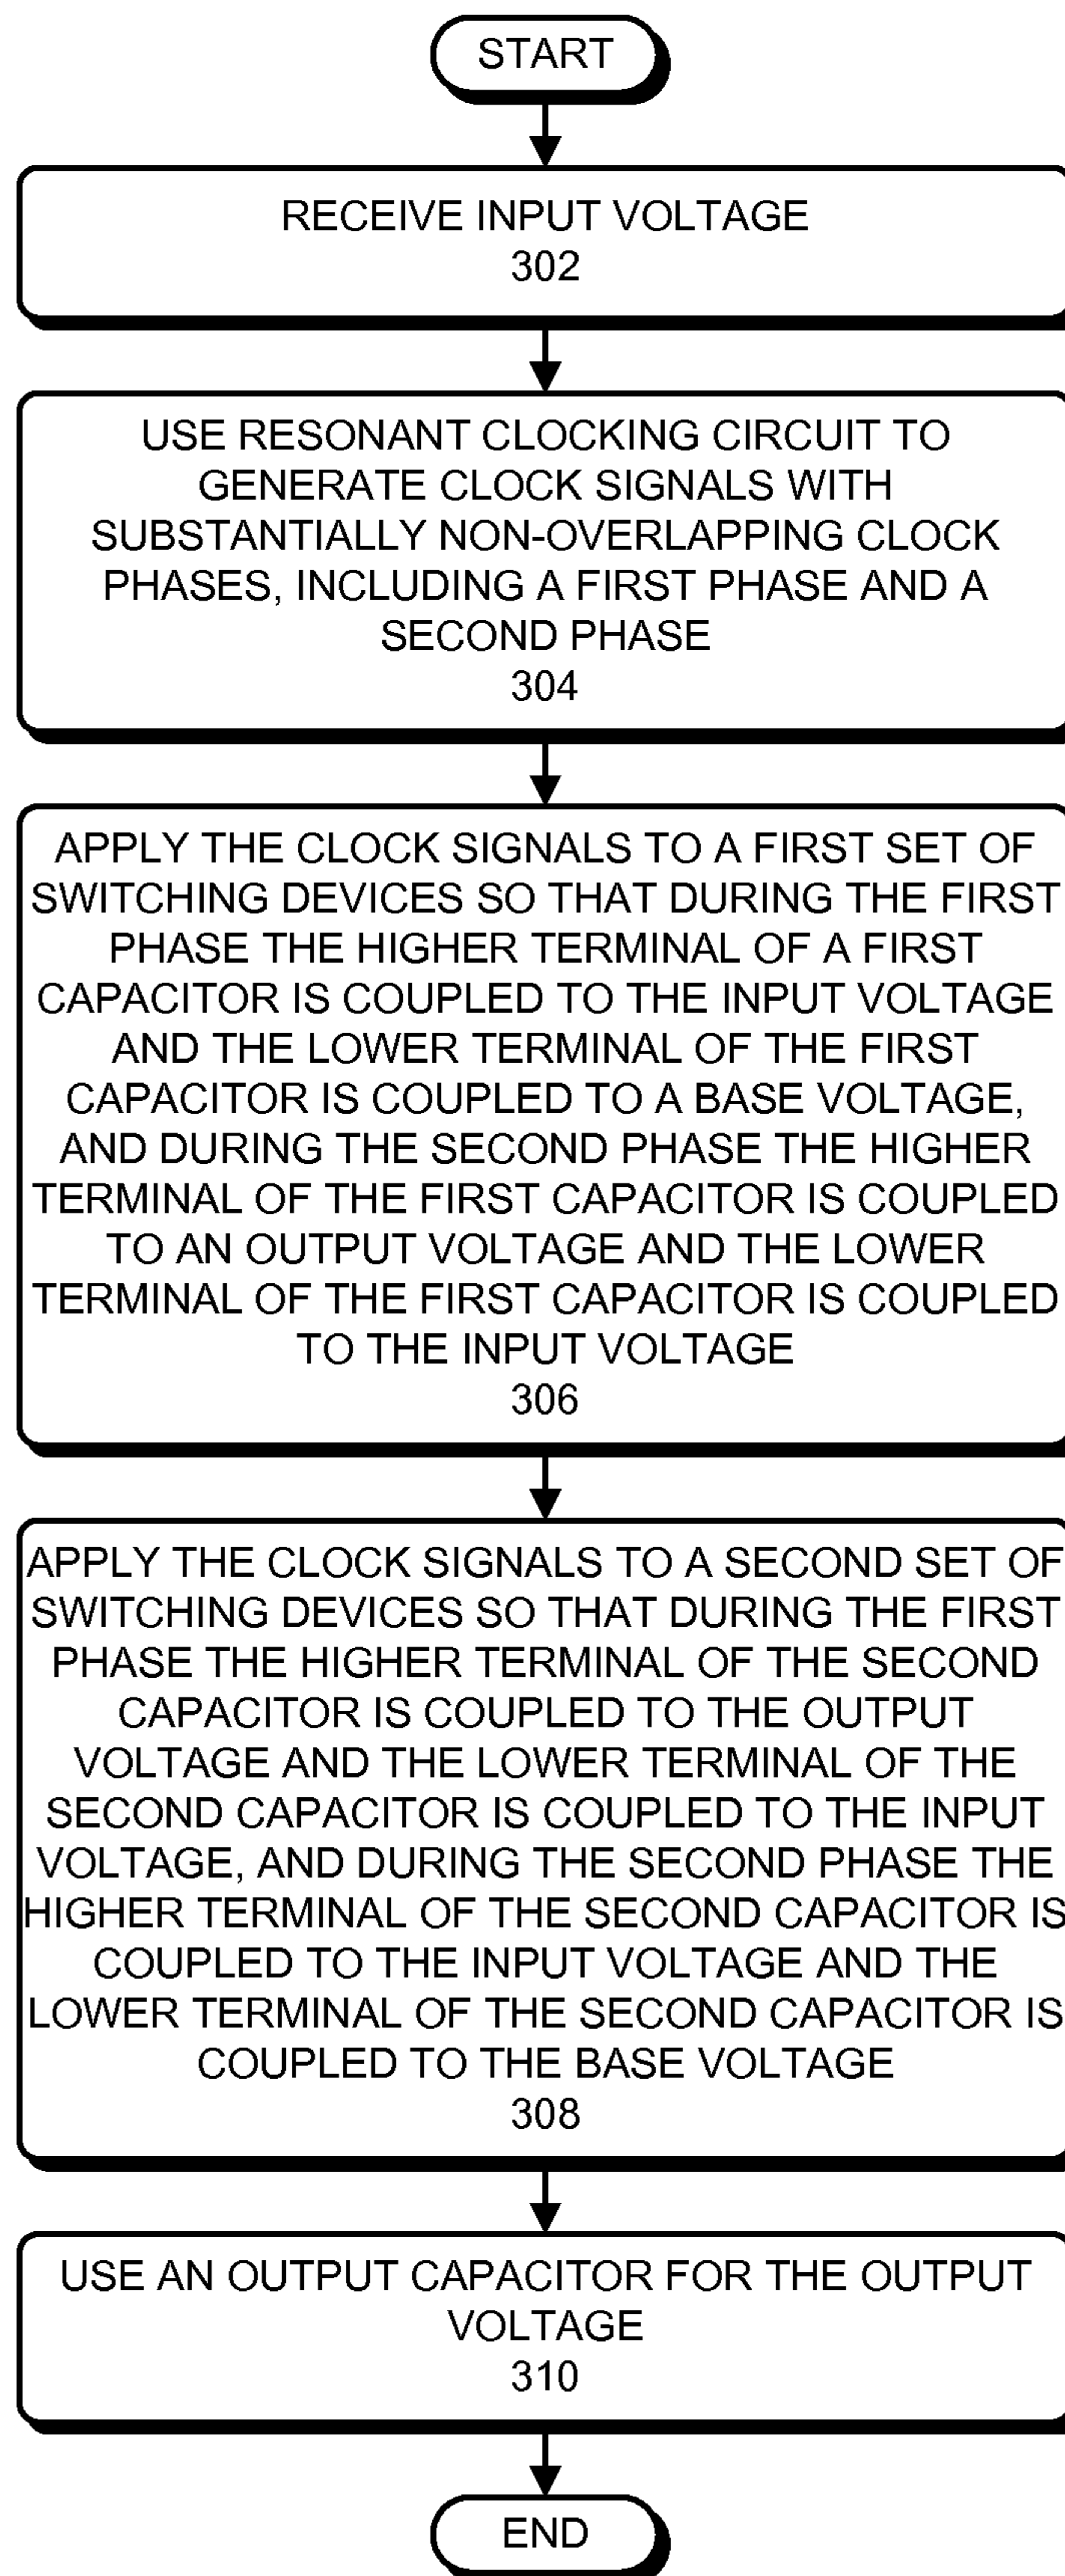 START
RECEIVE INPUT VOLTAGE
302
USE RESONANT CLOCKING CIRCUIT TO
GENERATE CLOCK SIGNALS WITH
SUBSTANTIALLY NON-OVERLAPPING CLOCK
PHASES, INCLUDING A FIRST PHASE AND A
SECOND PHASE
304
APPLY THE CLOCK SIGNALS TO A FIRST SET OF
SWITCHING DEVICES SO THAT DURING THE FIRST
PHASE THE HIGHER TERMINAL OF A FIRST
CAPACITOR IS COUPLED TO THE INPUT VOLTAGE
AND THE LOWER TERMINAL OF THE FIRST
CAPACITOR IS COUPLED TO A BASE VOLTAGE,
AND DURING THE SECOND PHASE THE HIGHER
TERMINAL OF THE FIRST CAPACITOR IS COUPLED
TO AN OUTPUT VOLTAGE AND THE LOWER
TERMINAL OF THE FIRST CAPACITOR IS COUPLED
TO THE INPUT VOLTAGE
306
APPLY THE CLOCK SIGNALS TO A SECOND SET OF
SWITCHING DEVICES SO THAT DURING THE FIRST
PHASE THE HIGHER TERMINAL OF THE SECOND
CAPACITOR IS COUPLED TO THE OUTPUT
VOLTAGE AND THE LOWER TERMINAL OF THE
SECOND CAPACITOR IS COUPLED TO THE INPUT
VOLTAGE, AND DURING THE SECOND PHASE THE
HIGHER TERMINAL OF THE SECOND CAPACITOR IS
COUPLED TO THE INPUT VOLTAGE AND THE
LOWER TERMINAL OF THE SECOND CAPACITOR IS
COUPLED TO THE BASE VOLTAGE
308
USE AN OUTPUT CAPACITOR FOR THE OUTPUT
VOLTAGE
310
END